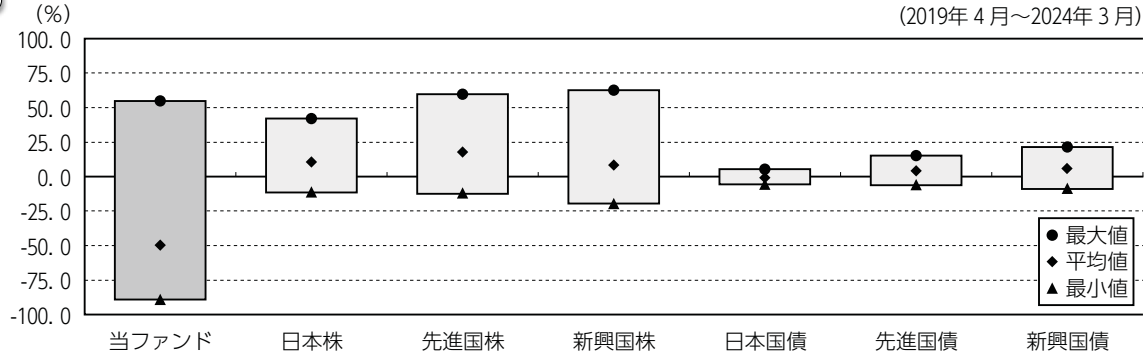 (%)
(2019年4月～2024年3月)
100.0
75.0
50.0
25.0
0.0
-25.0
-50.0
-75.0
-100.0
● 最大値
◆ 平均値
▲ 最小値
当ファンド 日本株 先進国株 新興国株 日本国債 先進国債 新興国債